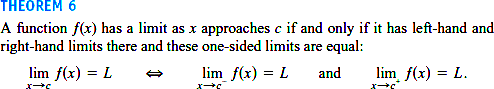 THEOREM 6
A function f(x) has a limit as x approaches c if and only if it has left-hand and
right-hand limits there and these one-sided limits are equal:
lim f(x) = L ⇔ lim f(x) = L and lim f(x) = L.
x→c x→c⁻ x→c⁺